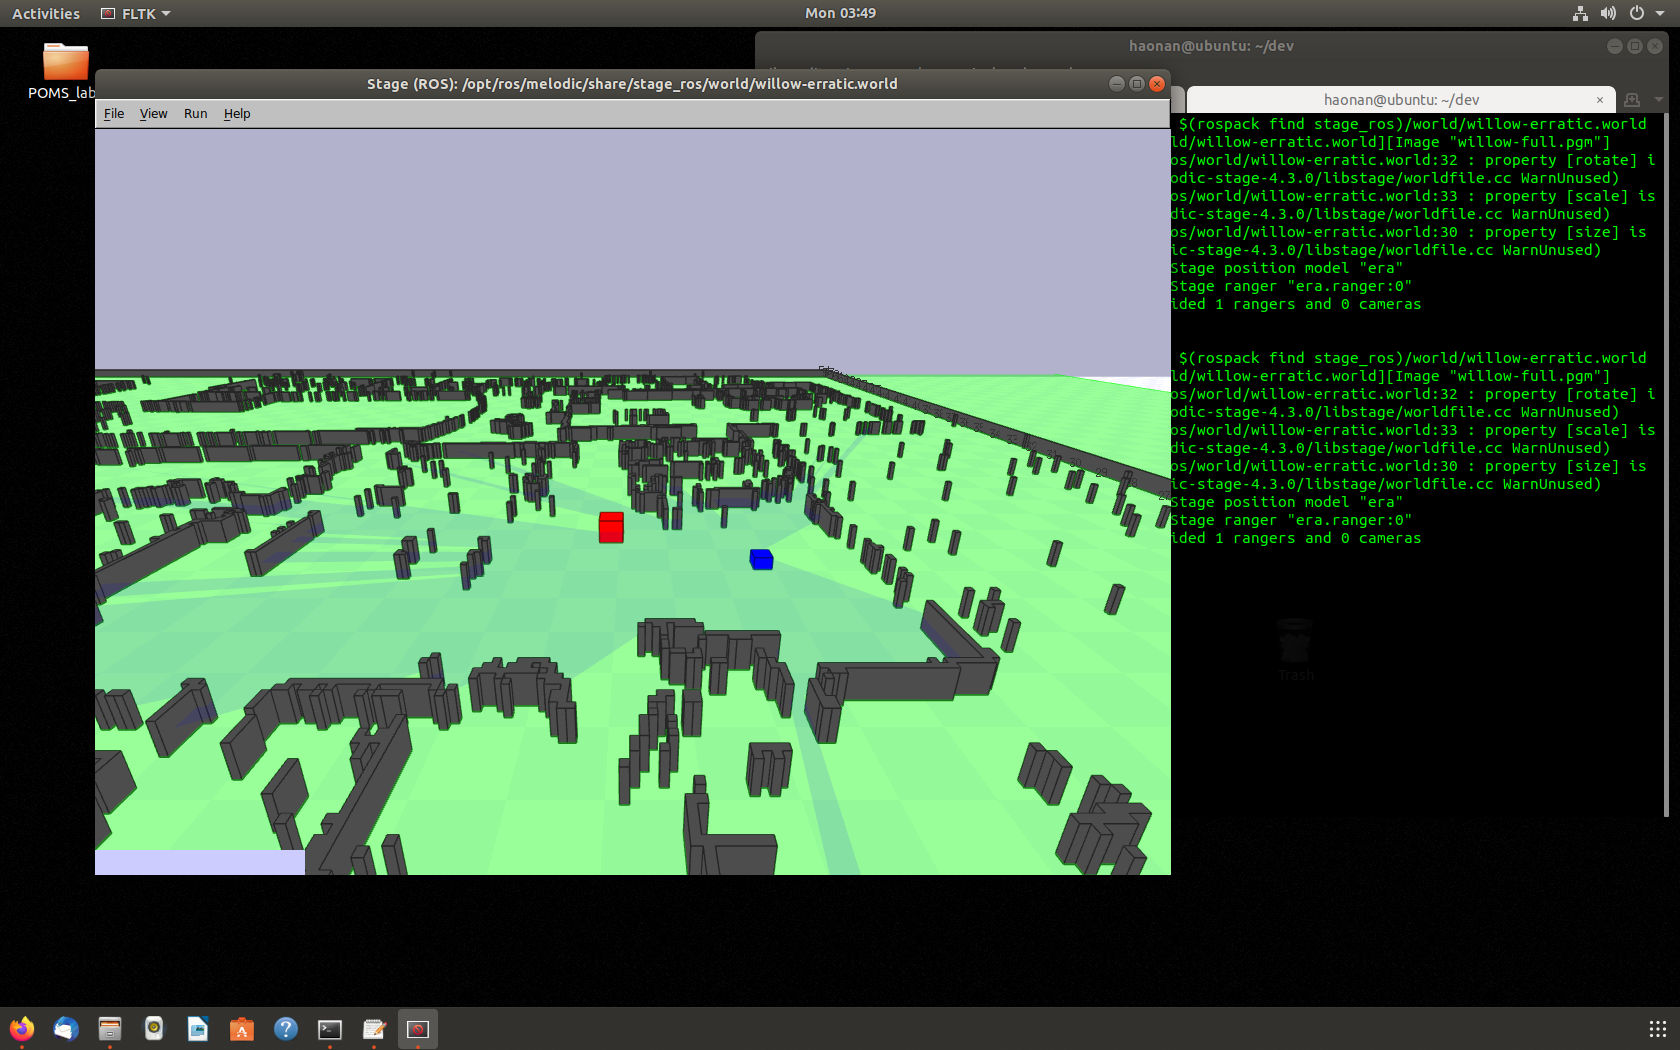 Activities
FLTK
Mon 03:49
POMS_lab
haonan@ubuntu: ~/dev
Stage (ROS): /opt/ros/melodic/share/stage_ros/world/willow-erratic.world
File View Run Help
haonan@ubuntu: ~/dev
$(rospack find stage_ros)/world/willow-erratic.world
ld/willow-erratic.world][Image "willow-full.pgm"]
os/world/willow-erratic.world:32 : property [rotate] i
odic-stage-4.3.0/libstage/worldfile.cc WarnUnused)
os/world/willow-erratic.world:33 : property [scale] is
dic-stage-4.3.0/libstage/worldfile.cc WarnUnused)
os/world/willow-erratic.world:30 : property [size] is
ic-stage-4.3.0/libstage/worldfile.cc WarnUnused)
Stage position model "era"
Stage ranger "era.ranger:0"
ided 1 rangers and 0 cameras
$(rospack find stage_ros)/world/willow-erratic.world
ld/willow-erratic.world][Image "willow-full.pgm"]
os/world/willow-erratic.world:32 : property [rotate] i
odic-stage-4.3.0/libstage/worldfile.cc WarnUnused)
os/world/willow-erratic.world:33 : property [scale] is
dic-stage-4.3.0/libstage/worldfile.cc WarnUnused)
os/world/willow-erratic.world:30 : property [size] is
ic-stage-4.3.0/libstage/worldfile.cc WarnUnused)
Stage position model "era"
Stage ranger "era.ranger:0"
ided 1 rangers and 0 cameras
Trash